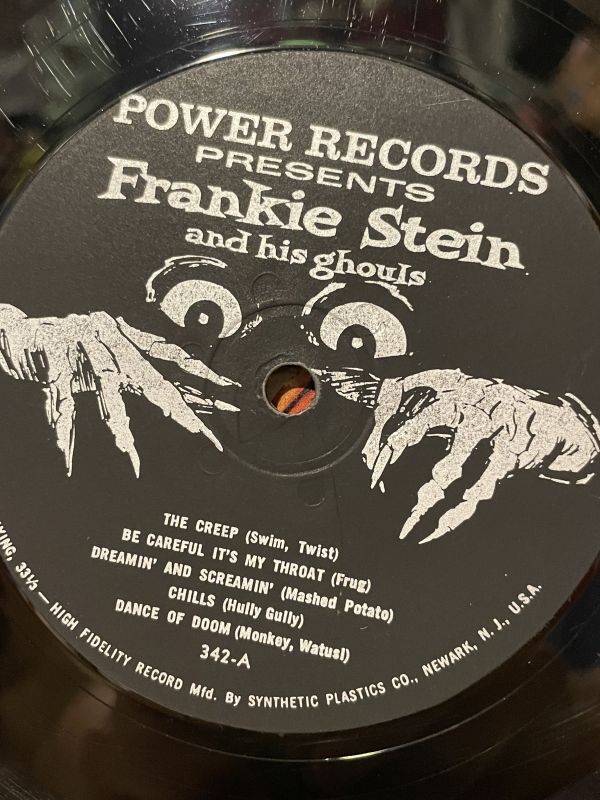 POWER RECORDS
PRESENTS
Frankie Stein
and his ghouls
THE CREEP (Swim, Twist)
BE CAREFUL IT'S MY THROAT (Frug)
DREAMIN' AND SCREAMIN' (Mashed Potato)
CHILLS (Hully Gully)
DANCE OF DOOM (Monkey, Watusi)
342-A
33⅓ — HIGH FIDELITY RECORD Mfd. By SYNTHETIC PLASTICS CO., NEWARK, N. J., U.S.A.